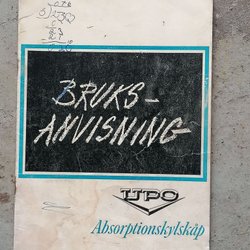 BRUKS-
ANVISNING
UPO
Absorptionskylskåp